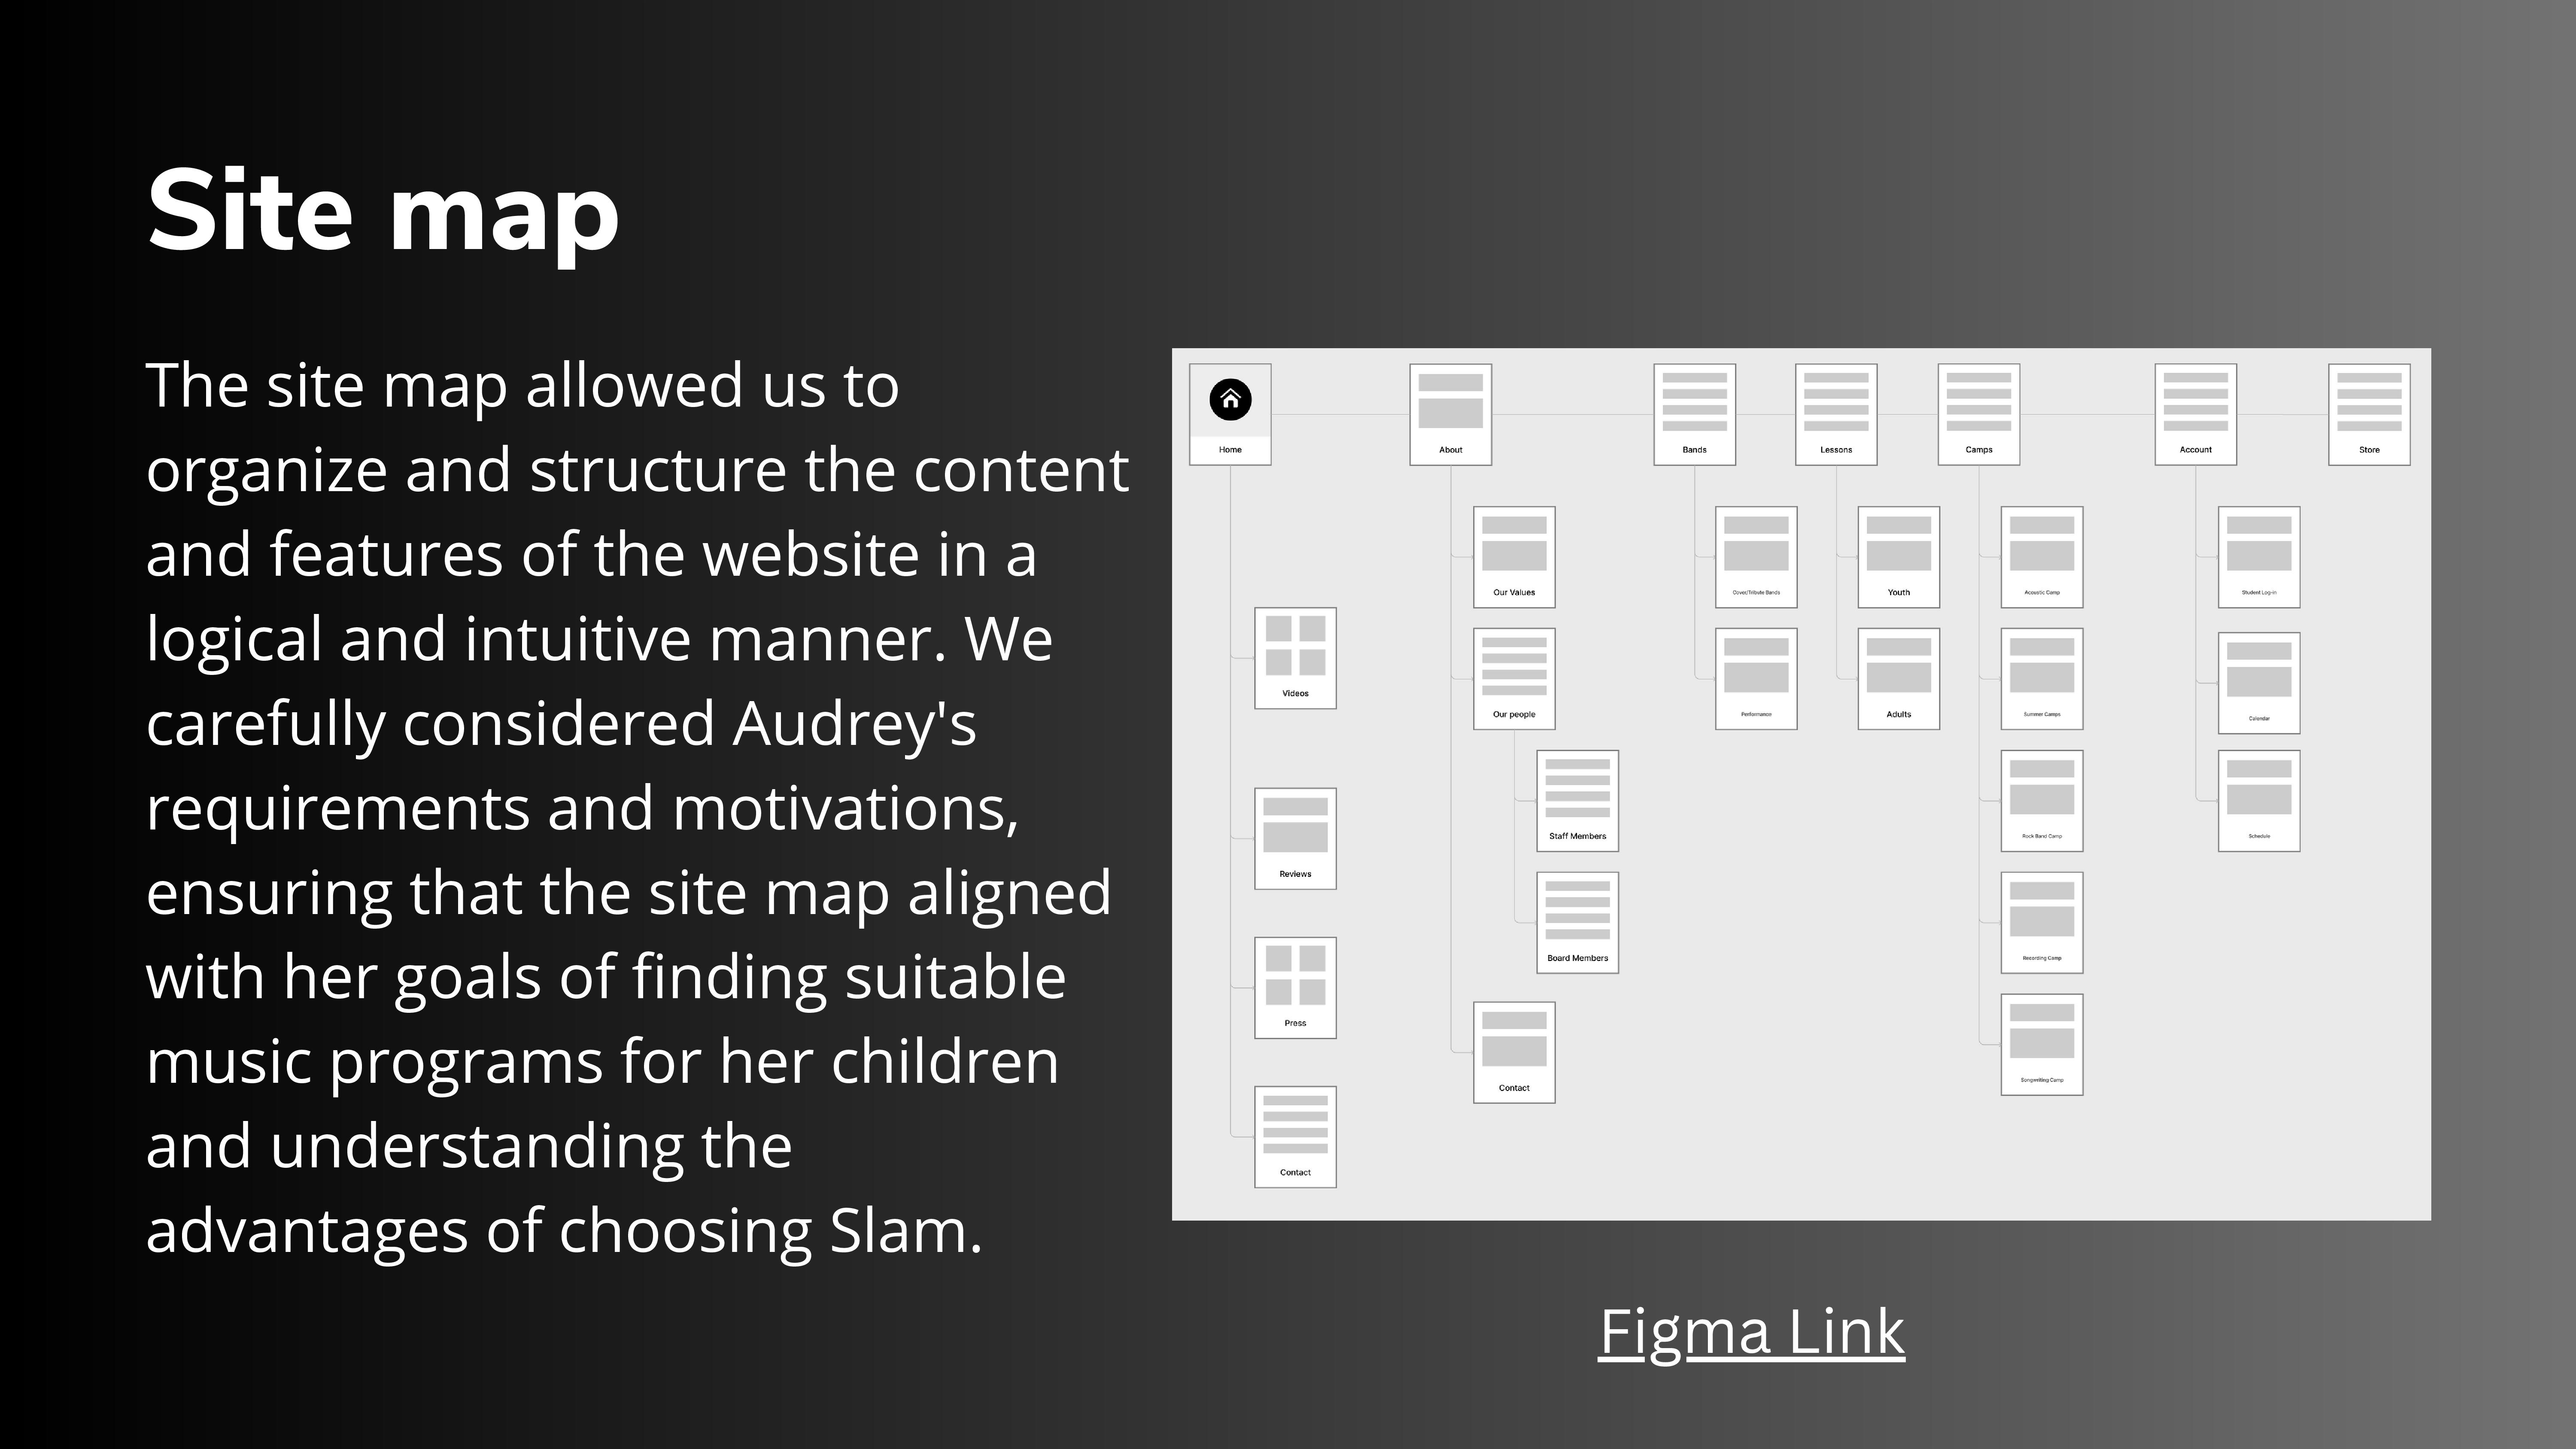 Site map
The site map allowed us to
organize and structure the content
and features of the website in a
logical and intuitive manner. We
carefully considered Audrey's
requirements and motivations,
ensuring that the site map aligned
with her goals of finding suitable
music programs for her children
and understanding the
advantages of choosing Slam.
Home
About
Bands
Lessons
Camps
Account
Store
Our Values
Cover/Tribute Bands
Youth
Acoustic Camp
Student Log-in
Videos
Our people
Performance
Adults
Summer Camps
Calendar
Staff Members
Rock Band Camp
Schedule
Reviews
Board Members
Recording Camp
Press
Contact
Songwriting Camp
Contact
Figma Link